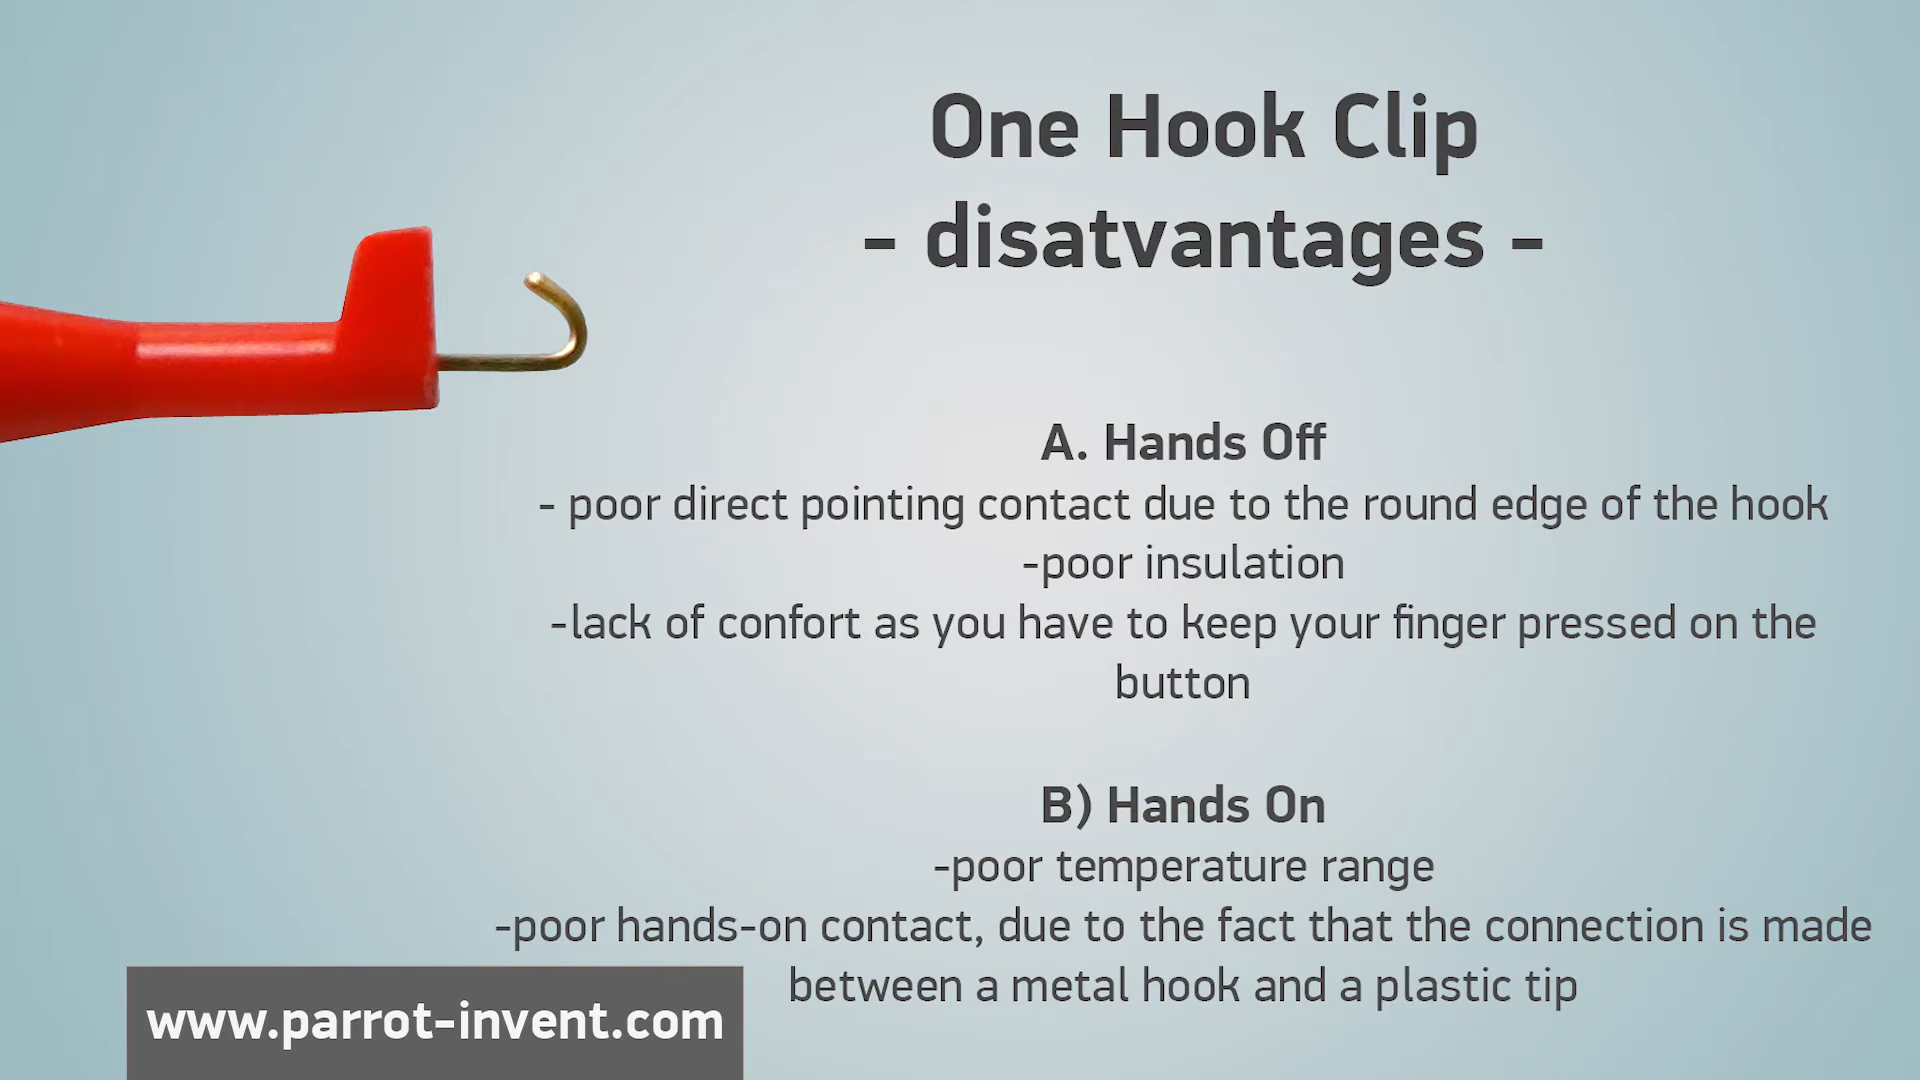 One Hook Clip
- disatvantages -
A. Hands Off
- poor direct pointing contact due to the round edge of the hook
-poor insulation
-lack of confort as you have to keep your finger pressed on the
button
B) Hands On
-poor temperature range
-poor hands-on contact, due to the fact that the connection is made
between a metal hook and a plastic tip
www.parrot-invent.com